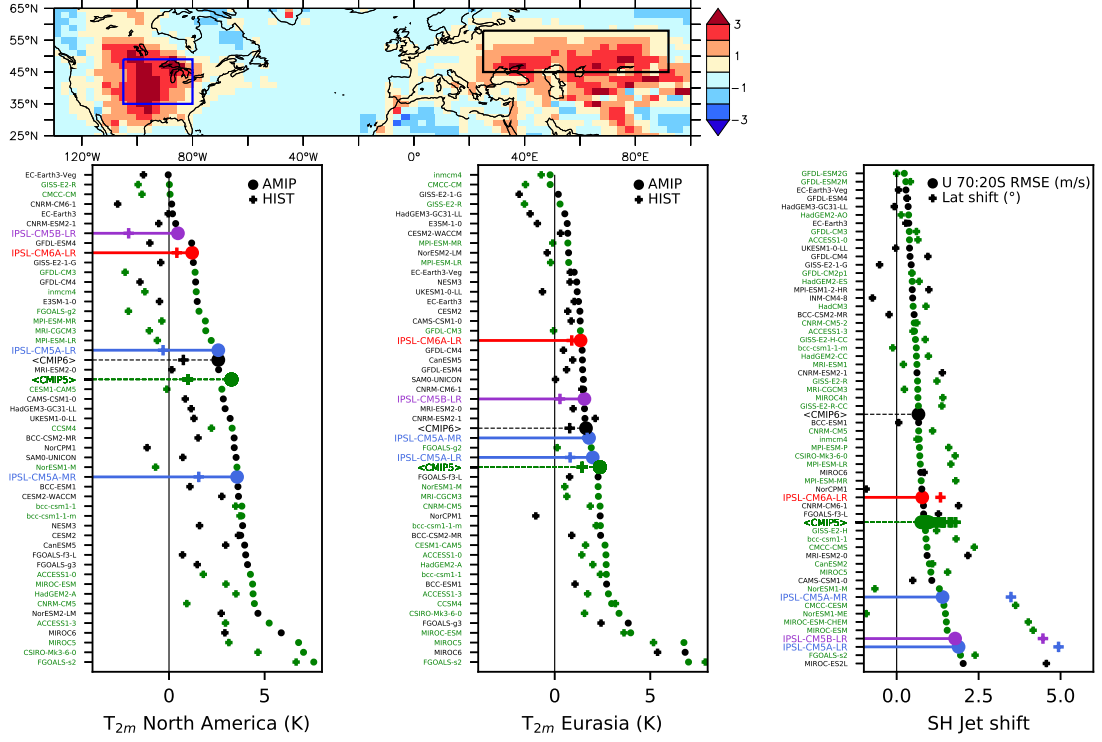 65°N
55°N
45°N
35°N
25°N
120°W
80°W
40°W
0°E
40°E
80°E
3
1
−1
−3
EC-Earth3-Veg
GISS-E2-R
CMCC-CM
CNRM-CM6-1
EC-Earth3
CNRM-ESM2-1
IPSL-CM5B-LR
GFDL-ESM4
IPSL-CM6A-LR
GISS-E2-1-G
GFDL-CM3
GFDL-CM4
inmcm4
E3SM-1-0
FGOALS-g2
MPI-ESM-MR
MRI-CGCM3
MPI-ESM-LR
IPSL-CM5A-LR
<CMIP6>
MRI-ESM2-0
<CMIP5>
CESM1-CAM5
CAMS-CSM1-0
HadGEM3-GC31-LL
UKESM1-0-LL
CCSM4
BCC-CSM2-MR
NorCPM1
SAM0-UNICON
NorESM1-M
IPSL-CM5A-MR
BCC-ESM1
CESM2-WACCM
bcc-csm1-1
bcc-csm1-1-m
NESM3
CESM2
CanESM5
FGOALS-f3-L
FGOALS-g3
ACCESS1-0
MIROC-ESM
HadGEM2-A
CNRM-CM5
NorESM2-LM
ACCESS1-3
MIROC6
MIROC5
CSIRO-Mk3-6-0
FGOALS-s2
AMIP
HIST
0
5
T2m North America (K)
inmcm4
CMCC-CM
GISS-E2-1-G
GISS-E2-R
HadGEM3-GC31-LL
E3SM-1-0
CESM2-WACCM
MPI-ESM-MR
NorESM2-LM
MPI-ESM-LR
EC-Earth3-Veg
NESM3
UKESM1-0-LL
EC-Earth3
CESM2
CAMS-CSM1-0
GFDL-CM3
IPSL-CM6A-LR
GFDL-CM4
CanESM5
GFDL-ESM4
SAM0-UNICON
CNRM-CM6-1
IPSL-CM5B-LR
MRI-ESM2-0
CNRM-ESM2-1
<CMIP6>
IPSL-CM5A-MR
FGOALS-g2
IPSL-CM5A-LR
<CMIP5>
FGOALS-f3-L
NorESM1-M
MRI-CGCM3
CNRM-CM5
NorCPM1
bcc-csm1-1-m
BCC-CSM2-MR
CESM1-CAM5
ACCESS1-0
HadGEM2-A
bcc-csm1-1
BCC-ESM1
CCSM4
CSIRO-Mk3-6-0
FGOALS-g3
MIROC-ESM
MIROC5
MIROC6
FGOALS-s2
AMIP
HIST
0
5
T2m Eurasia (K)
GFDL-ESM2G
GFDL-ESM2M
EC-Earth3-Veg
GFDL-ESM4
HadGEM3-GC31-LL
HadGEM2-AO
EC-Earth3
GFDL-CM3
ACCESS1-0
UKESM1-0-LL
GFDL-CM4
GISS-E2-1-G
GFDL-CM2p1
HadGEM2-ES
MPI-ESM-1-2-HR
INM-CM4-8
HadCM3
BCC-CSM2-MR
CNRM-CM5-2
ACCESS1-3
GISS-E2-H-CC
bcc-csm1-1-m
HadGEM2-CC
MPI-ESM1
CNRM-ESM2-1
GISS-E2-R
MRI-CGCM3
MIROC4h
GISS-E2-R-CC
<CMIP6>
BCC-ESM1
CNRM-CM5
inmcm4
MPI-ESM-P
CSIRO-Mk3-6-0
MPI-ESM-LR
MIROC6
MPI-ESM-MR
NorCPM1
IPSL-CM6A-LR
CNRM-CM6-1
FGOALS-f3-L
<CMIP5>
GISS-E2-H
bcc-csm1-1
CMCC-CMS
MRI-ESM2-0
CanESM2
MIROC5
CAMS-CSM1-0
NorESM1-M
IPSL-CM5A-MR
CMCC-CESM
NorESM1-ME
MIROC-ESM-CHEM
MIROC-ESM
IPSL-CM5B-LR
IPSL-CM5A-LR
FGOALS-s2
MIROC-ES2L
U 70:20S RMSE (m/s)
Lat shift (°)
0.0
2.5
5.0
SH Jet shift